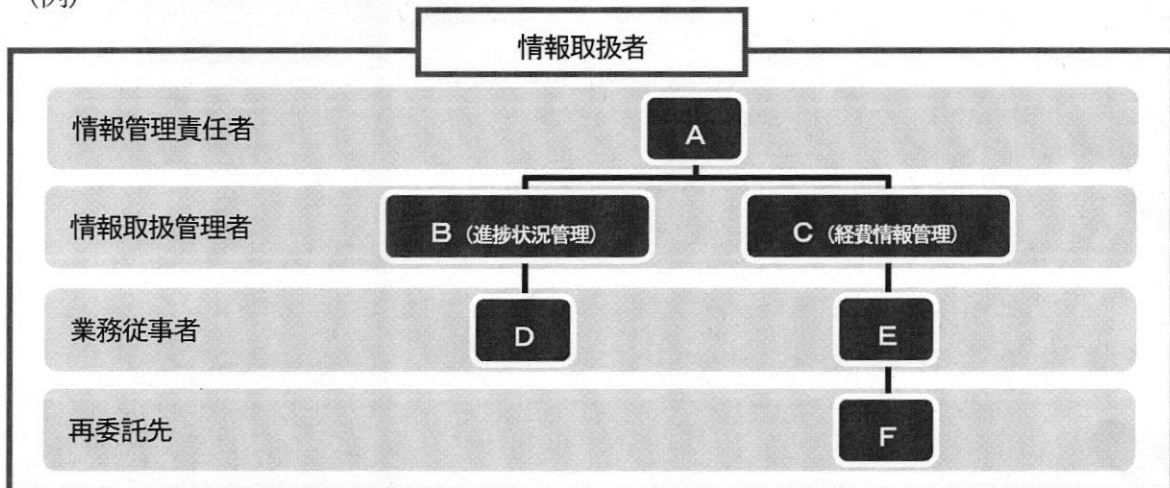 （例）
情報取扱者
情報管理責任者
A
情報取扱管理者
B（進捗状況管理）
C（経費情報管理）
業務従事者
D
E
再委託先
F